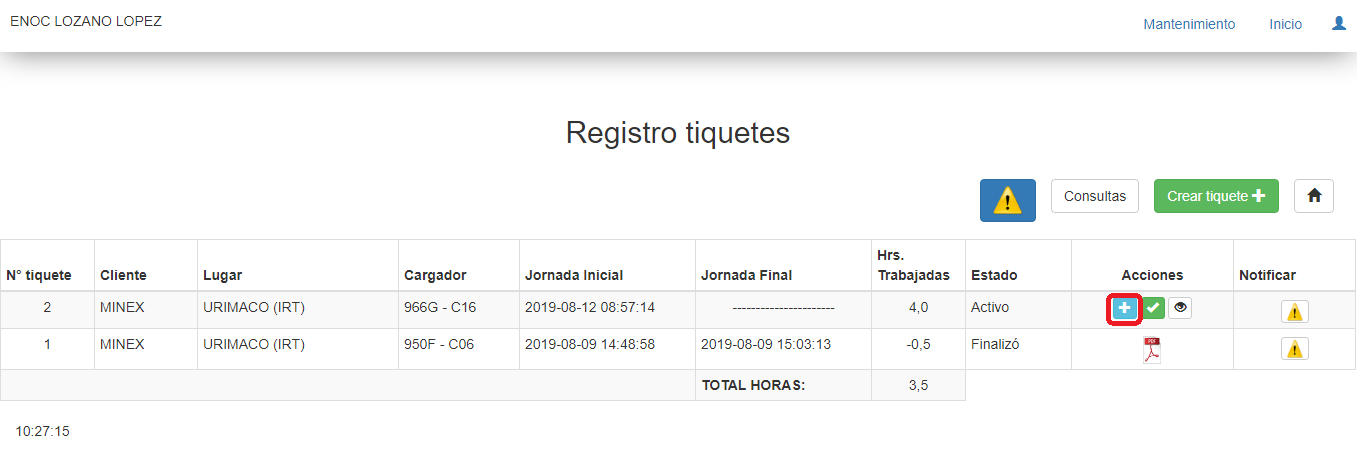 ENOC LOZANO LOPEZ
Mantenimiento Inicio
Registro tiquetes
Consultas Crear tiquete
N° tiquete Cliente Lugar Cargador Jornada Inicial Jornada Final Hrs. Trabajadas Estado Acciones Notificar
2 MINEX URIMACO (IRT) 966G - C16 2019-08-12 08:57:14 ---------------------- 4,0 Activo
1 MINEX URIMACO (IRT) 950F - C06 2019-08-09 14:48:58 2019-08-09 15:03:13 -0,5 Finalizó PDF
TOTAL HORAS: 3,5
10:27:15